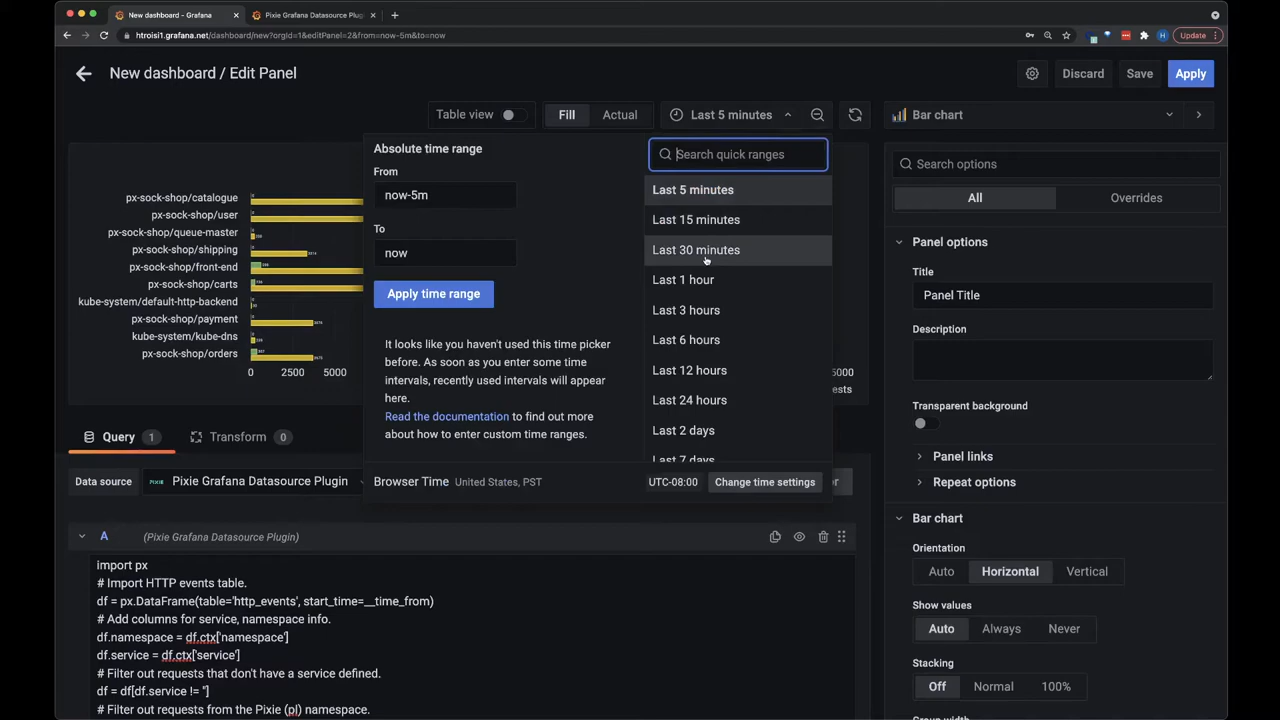 New dashboard - Grafana
Pixie Grafana Datasource Plug
htroisi1.grafana.net/dashboard/new?orgId=1&editPanel=2&from=now-5m&to=now
H
Update
New dashboard / Edit Panel
Discard
Save
Apply
Table view
Fill
Actual
Last 5 minutes
Bar chart
px-sock-shop/catalogue
px-sock-shop/user
px-sock-shop/queue-master
px-sock-shop/shipping
px-sock-shop/front-end
px-sock-shop/carts
kube-system/default-http-backend
px-sock-shop/payment
kube-system/kube-dns
px-sock-shop/orders
0
2500
5000
5000
ests
Absolute time range
From
now-5m
To
now
Apply time range
It looks like you haven't used this time picker
before. As soon as you enter some time
intervals, recently used intervals will appear
here.
Read the documentation to find out more
about how to enter custom time ranges.
Search quick ranges
Last 5 minutes
Last 15 minutes
Last 30 minutes
Last 1 hour
Last 3 hours
Last 6 hours
Last 12 hours
Last 24 hours
Last 2 days
Last 7 days
Browser Time United States, PST
UTC-08:00
Change time settings
Search options
All
Overrides
Panel options
Title
Panel Title
Description
Transparent background
Panel links
Repeat options
Bar chart
Orientation
Auto
Horizontal
Vertical
Show values
Auto
Always
Never
Stacking
Off
Normal
100%
Group width
Query 1
Transform 0
Data source
PIXIE
Pixie Grafana Datasource Plugin
or
A
(Pixie Grafana Datasource Plugin)
import px
# Import HTTP events table.
df = px.DataFrame(table='http_events', start_time=__time_from)
# Add columns for service, namespace info.
df.namespace = df.ctx['namespace']
df.service = df.ctx['service']
# Filter out requests that don't have a service defined.
df = df[df.service != '']
# Filter out requests from the Pixie (pl) namespace.